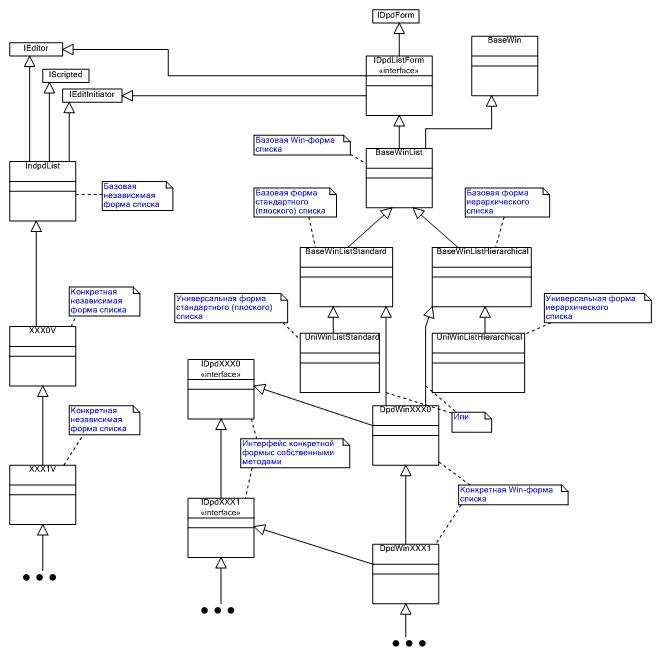 IDpdForm
IEditor
BaseWin
IDpdListForm
«interface»
IScripted
IEditInitiator
Базовая Win-форма
списка
BaseWinList
IndpdList
Базовая
независимая
форма списка
Базовая форма
стандартного
(плоского) списка
Базовая форма
иерархического
списка
BaseWinListStandard
BaseWinListHierarchical
Конкретная
независимая
форма списка
Универсальная форма
стандартного (плоского)
списка
Универсальная форма
иерархического
списка
XXX0V
UniWinListStandard
UniWinListHierarchical
IDpdXXX0
«interface»
Конкретная
независимая
форма списка
DpdWinXXX0
Или
Интерфейс конкретной
формыс собственными
методами
XXX1V
Конкретная Win-форма
списка
IDpdXXX1
«interface»
DpdWinXXX1